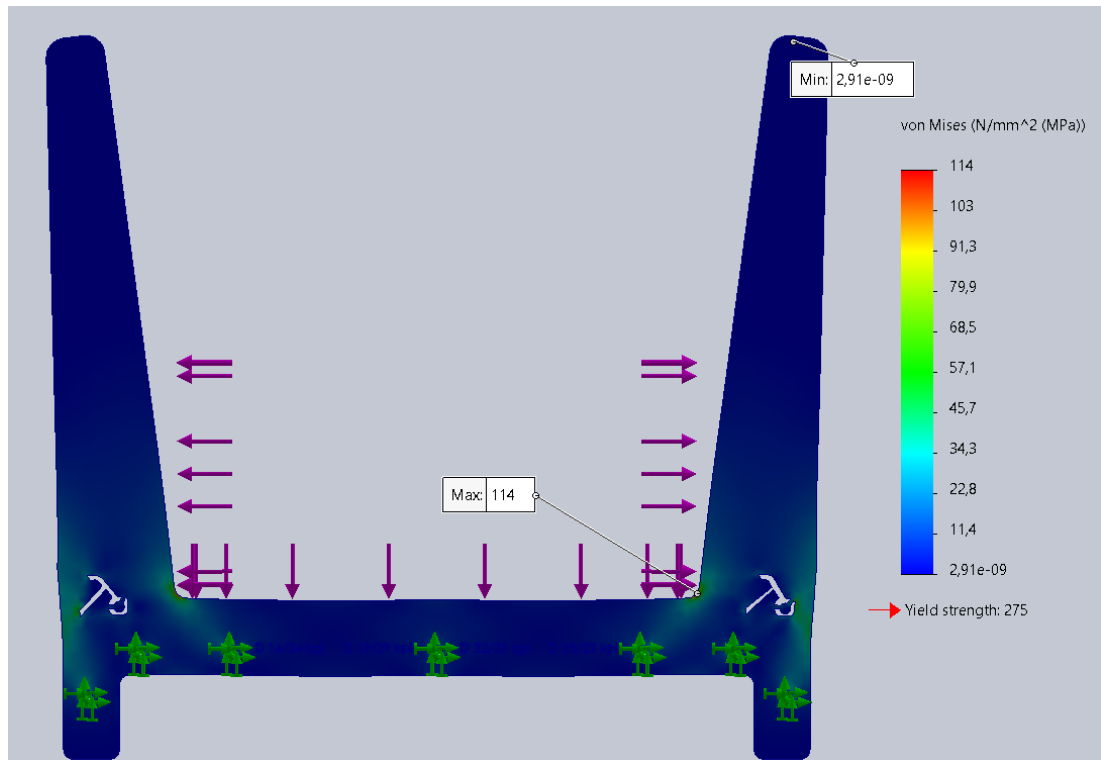 Min: 2,91e-09
von Mises (N/mm^2 (MPa))
114
103
91,3
79,9
68,5
57,1
45,7
34,3
22,8
11,4
2,91e-09
Yield strength: 275
Max: 114